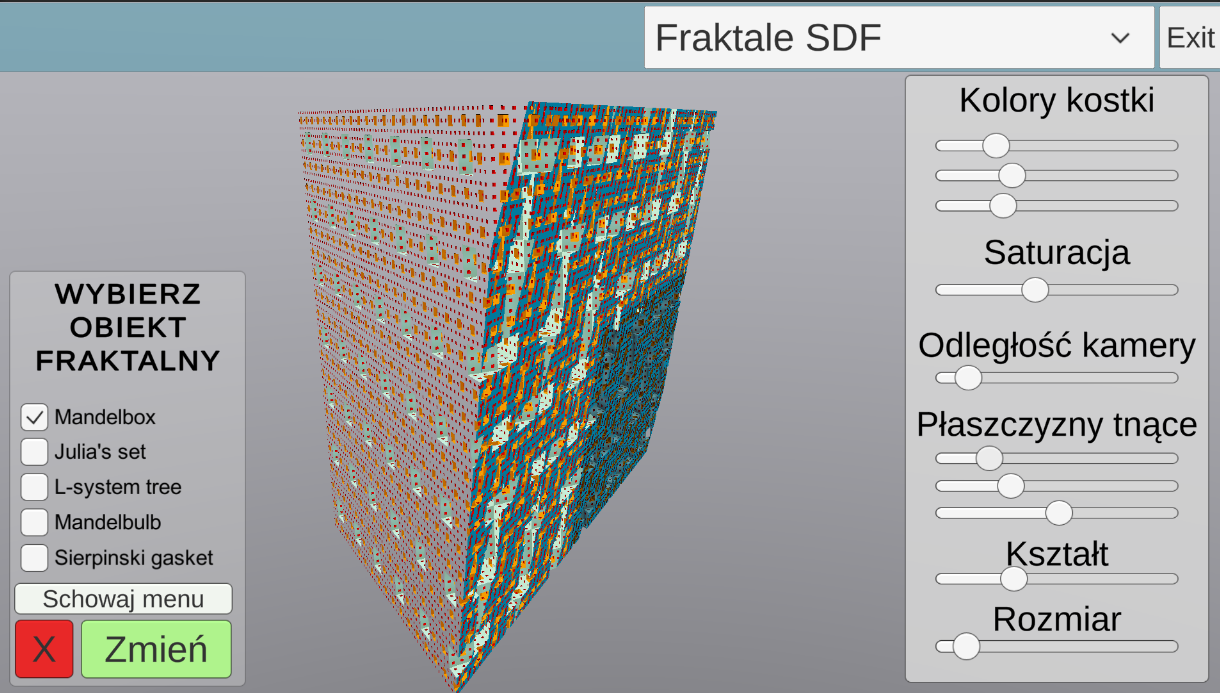 Fraktale SDF
Exit
Kolory kostki
Saturacja
Odległość kamery
Płaszczyzny tnące
Kształt
Rozmiar
WYBIERZ
OBIEKT
FRAKTALNY
Mandelbox
Julia's set
L-system tree
Mandelbulb
Sierpinski gasket
Schowaj menu
X
Zmień